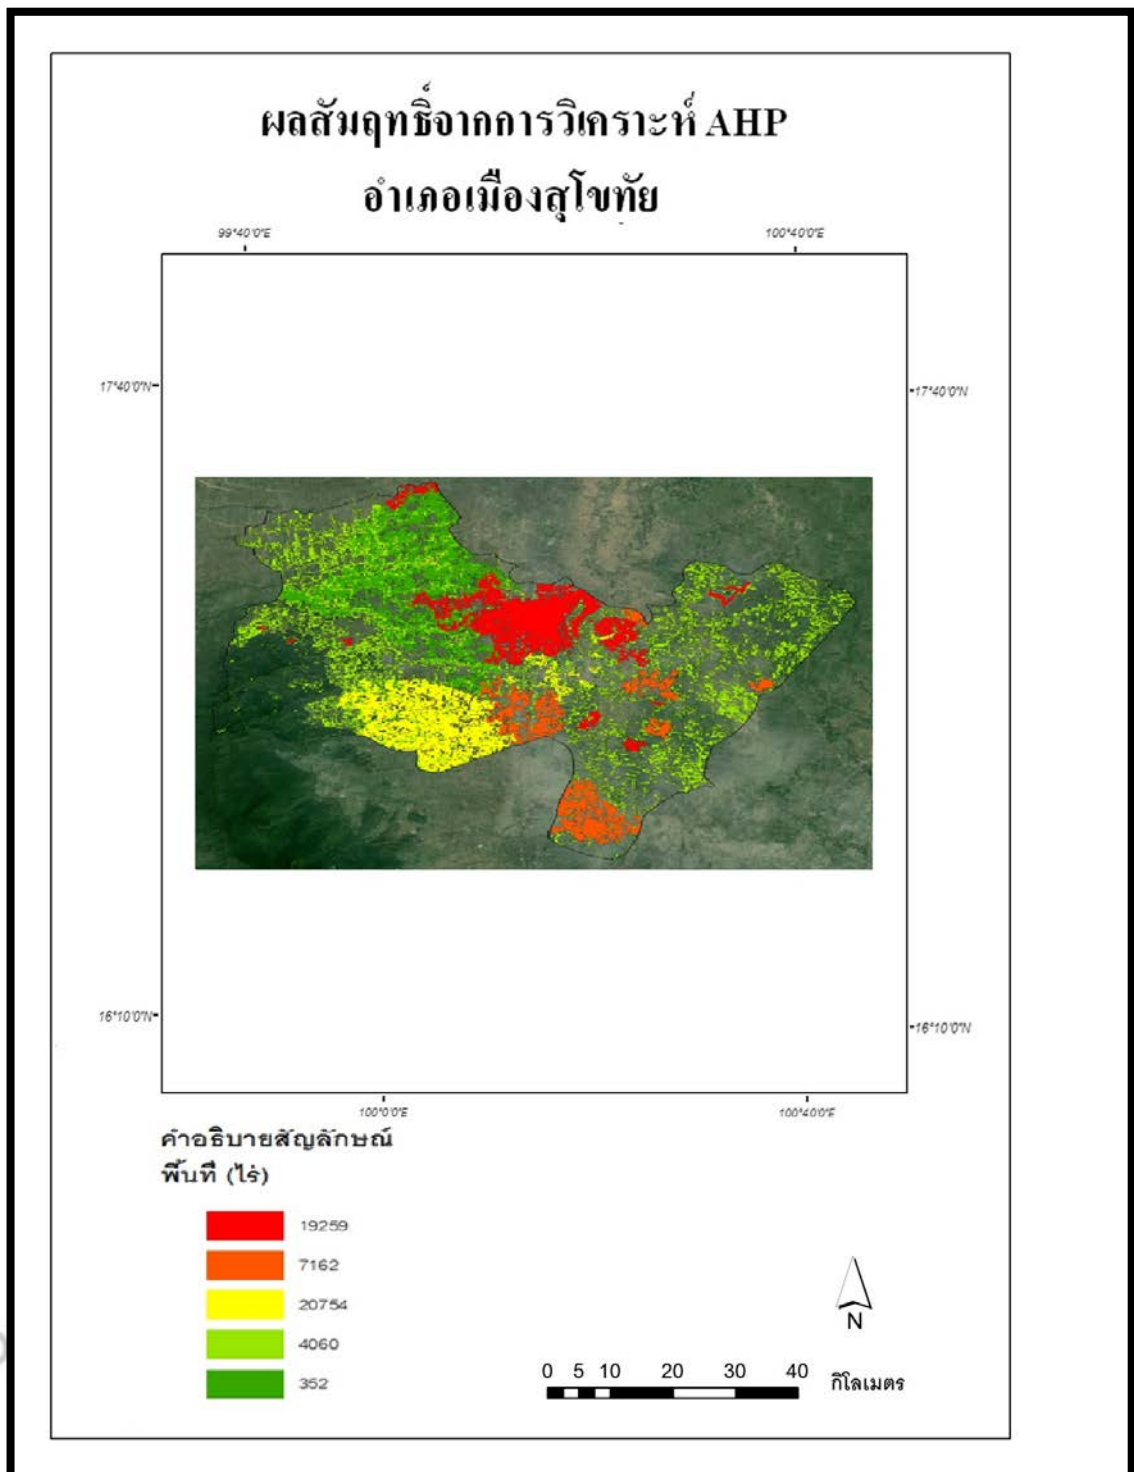 ผลสัมฤทธิ์จากการวิเคราะห์ AHP
อำเภอเมืองสุโขทัย
99°40'0"E 100°40'0"E
17°40'0"N 17°40'0"N
16°10'0"N 16°10'0"N
100°0'0"E 100°40'0"E
คำอธิบายสัญลักษณ์
พื้นที่ (ไร่)
19259
7162
20754
4060
352
N
0 5 10 20 30 40 กิโลเมตร